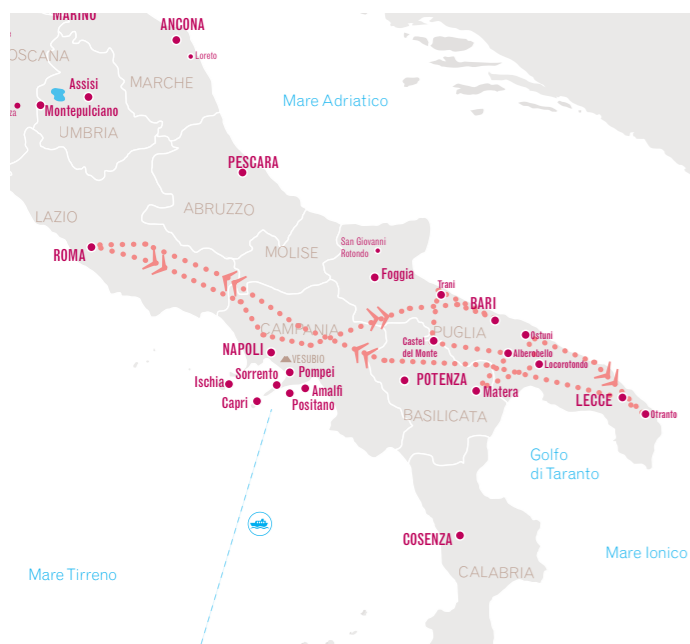 MARINO
ANCONA
Loreto
OSCANA
MARCHE
Assisi
Mare Adriatico
Montepulciano
UMBRIA
PESCARA
ABRUZZO
LAZIO
San Giovanni
Rotondo
MOLISE
ROMA
Foggia
Trani
BARI
CAMPANIA
PUGLIA
Ostuni
Castel
del Monte
NAPOLI
VESUBIO
Alberobello
Locorotondo
Pompei
Sorrento
Ischia
POTENZA
Amalfi
Matera
LECCE
Capri
Positano
BASILICATA
Otranto
Golfo
di Taranto
COSENZA
Mare Ionico
Mare Tirreno
CALABRIA